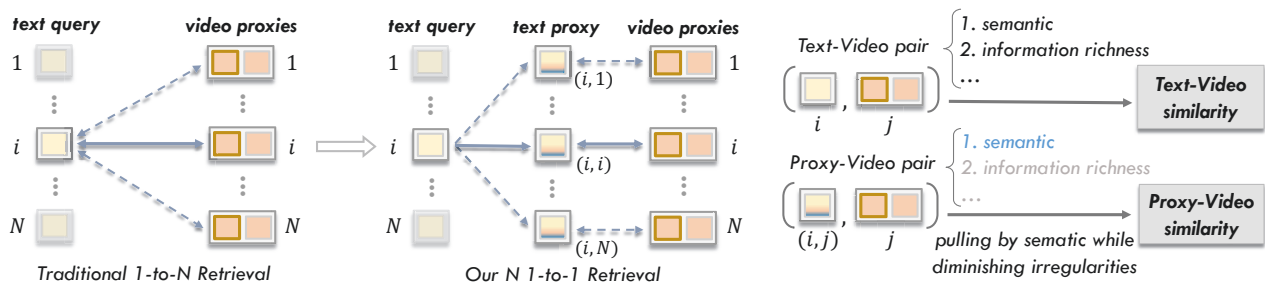 text query
video proxies
1
1
i
i
N
N
Traditional 1-to-N Retrieval
text query
text proxy
video proxies
1
(i, 1)
1
i
(i, i)
i
N
(i, N)
N
Our N 1-to-1 Retrieval
Text-Video pair
1. semantic
2. information richness
...
( , )
i
j
Text-Video
similarity
Proxy-Video pair
1. semantic
2. information richness
...
( , )
(i, j)
j
Proxy-Video
similarity
pulling by sematic while
diminishing irregularities